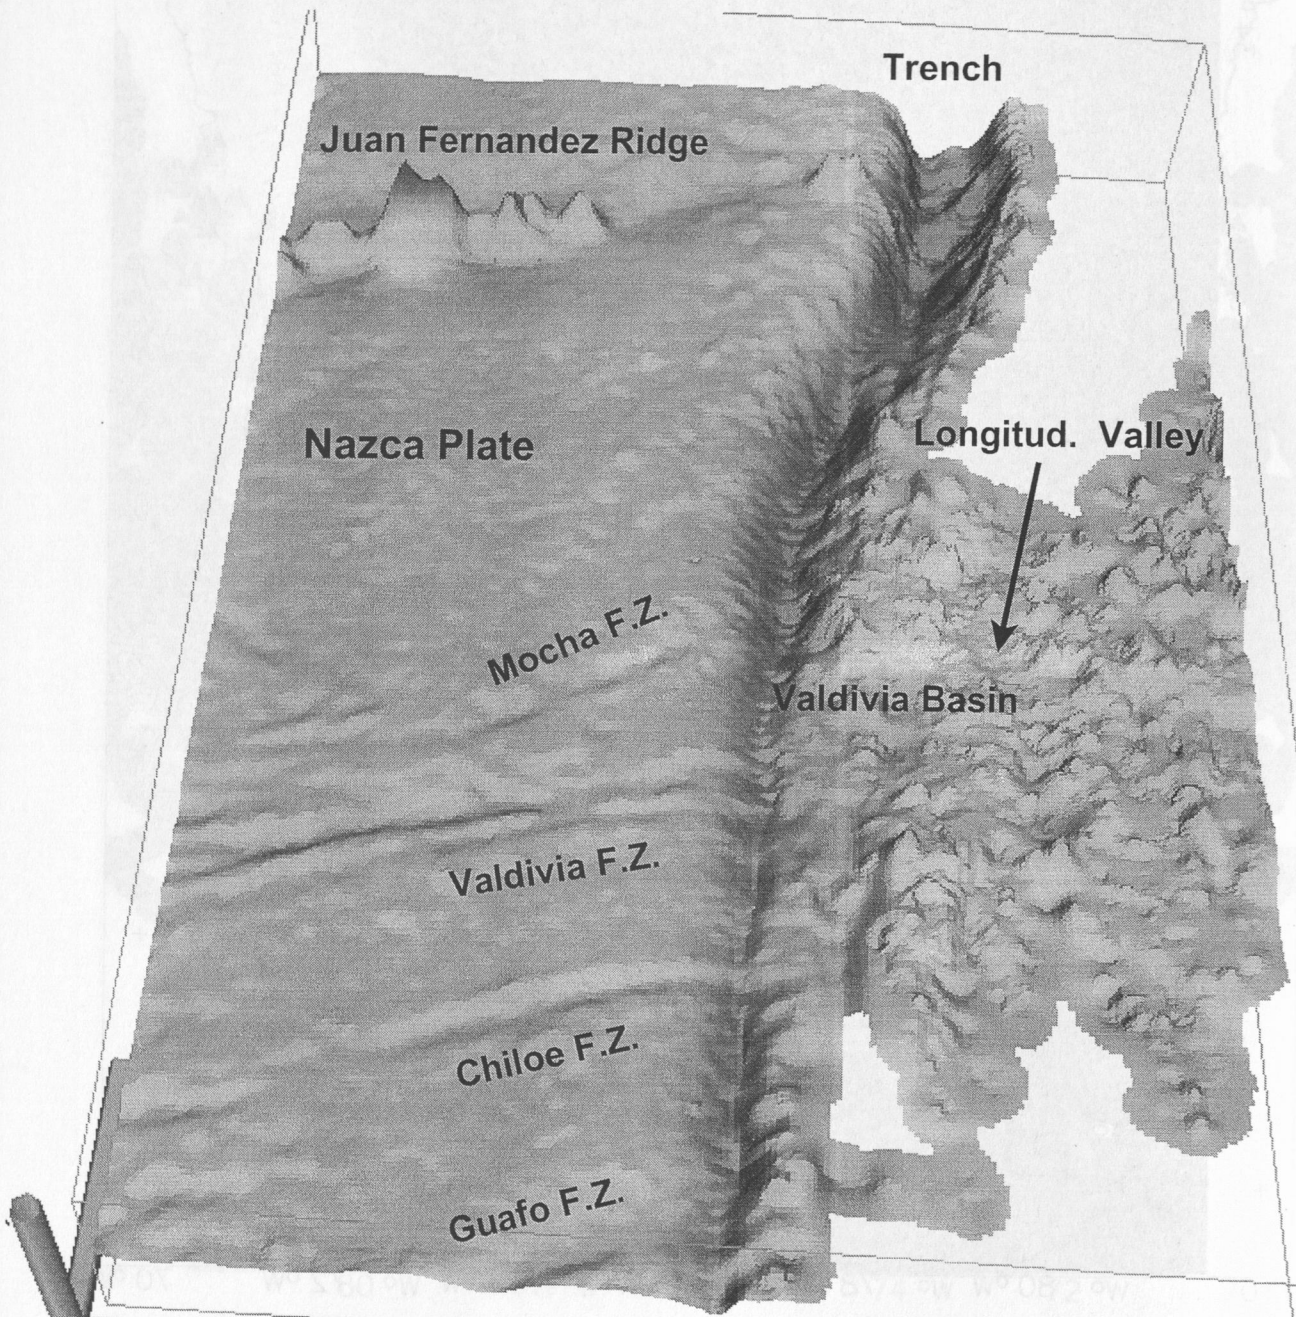 Trench
Juan Fernandez Ridge
Longitud. Valley
Nazca Plate
Mocha F.Z.
Valdivia Basin
Valdivia F.Z.
Chiloe F.Z.
Guafo F.Z.